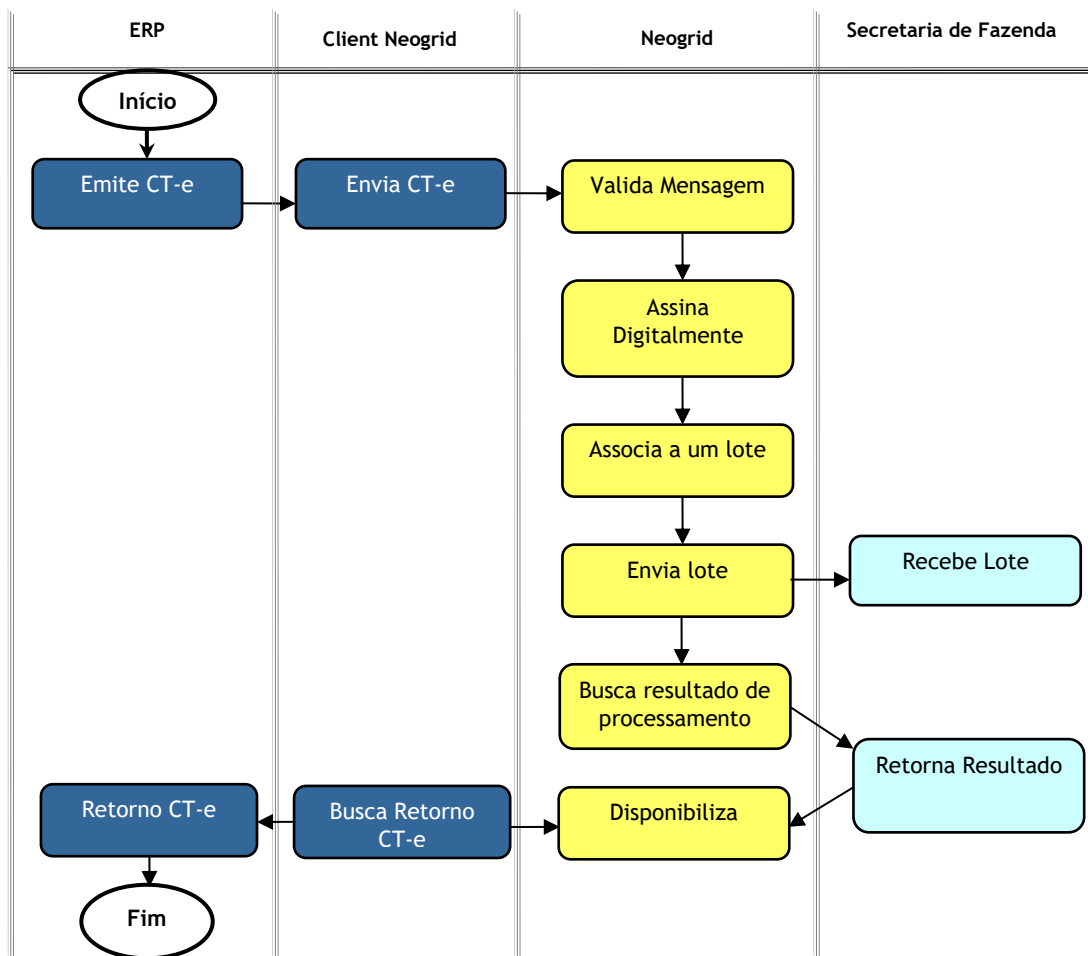 ERP
Client Neogrid
Neogrid
Secretaria de Fazenda
Início
Emite CT-e
Envia CT-e
Valida Mensagem
Assina
Digitalmente
Associa a um lote
Envia lote
Recebe Lote
Busca resultado de
processamento
Retorna Resultado
Retorno CT-e
Busca Retorno
CT-e
Disponibiliza
Fim